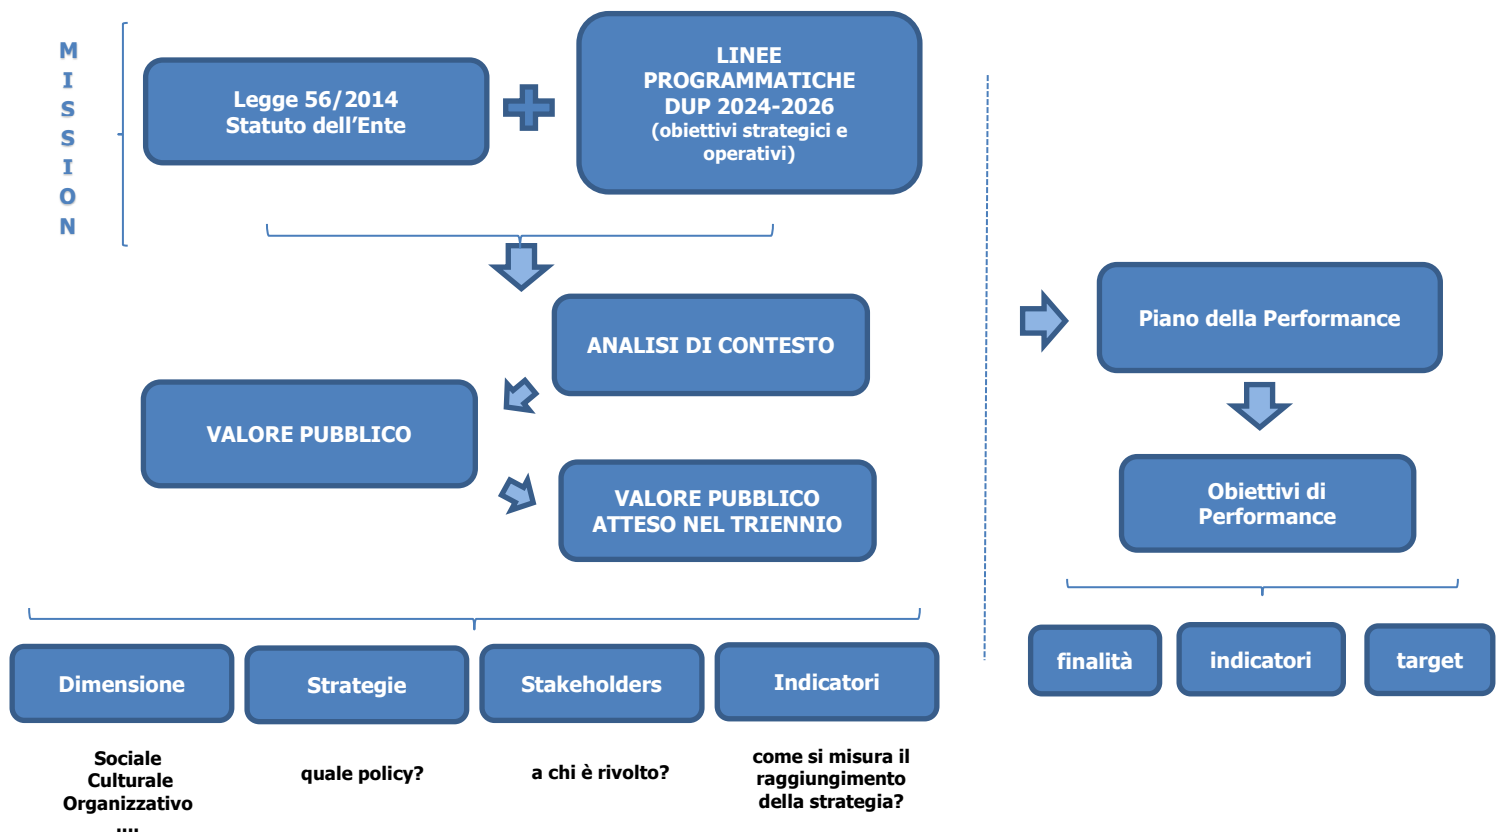 MISSION
Legge 56/2014
Statuto dell’Ente
LINEE
PROGRAMMATICHE
DUP 2024-2026
(obiettivi strategici e
operativi)
ANALISI DI CONTESTO
VALORE PUBBLICO
VALORE PUBBLICO
ATTESO NEL TRIENNIO
Dimensione
Sociale
Culturale
Organizzativo
....
Strategie
quale policy?
Stakeholders
a chi è rivolto?
Indicatori
come si misura il
raggiungimento
della strategia?
Piano della Performance
Obiettivi di
Performance
finalità
indicatori
target